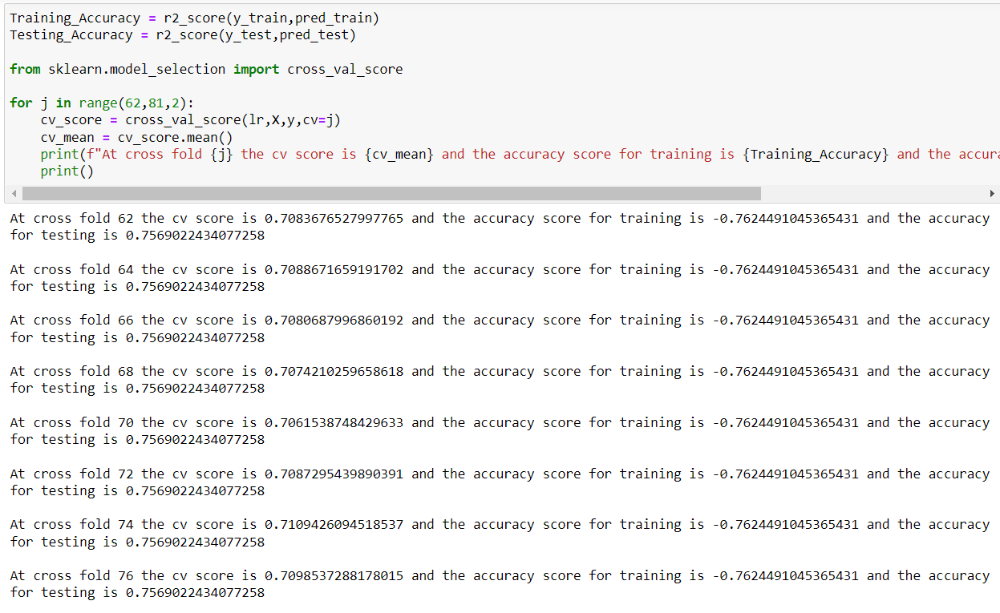 Training_Accuracy = r2_score(y_train,pred_train)
Testing_Accuracy = r2_score(y_test,pred_test)
from sklearn.model_selection import cross_val_score
for j in range(62,81,2):
    cv_score = cross_val_score(lr,X,y,cv=j)
    cv_mean = cv_score.mean()
    print(f"At cross fold {j} the cv score is {cv_mean} and the accuracy score for training is {Training_Accuracy} and the accura
    print()
At cross fold 62 the cv score is 0.7083676527997765 and the accuracy score for training is -0.7624491045365431 and the accuracy
for testing is 0.7569022434077258
At cross fold 64 the cv score is 0.7088671659191702 and the accuracy score for training is -0.7624491045365431 and the accuracy
for testing is 0.7569022434077258
At cross fold 66 the cv score is 0.7080687996860192 and the accuracy score for training is -0.7624491045365431 and the accuracy
for testing is 0.7569022434077258
At cross fold 68 the cv score is 0.7074210259658618 and the accuracy score for training is -0.7624491045365431 and the accuracy
for testing is 0.7569022434077258
At cross fold 70 the cv score is 0.7061538748429633 and the accuracy score for training is -0.7624491045365431 and the accuracy
for testing is 0.7569022434077258
At cross fold 72 the cv score is 0.7087295439890391 and the accuracy score for training is -0.7624491045365431 and the accuracy
for testing is 0.7569022434077258
At cross fold 74 the cv score is 0.7109426094518537 and the accuracy score for training is -0.7624491045365431 and the accuracy
for testing is 0.7569022434077258
At cross fold 76 the cv score is 0.7098537288178015 and the accuracy score for training is -0.7624491045365431 and the accuracy
for testing is 0.7569022434077258